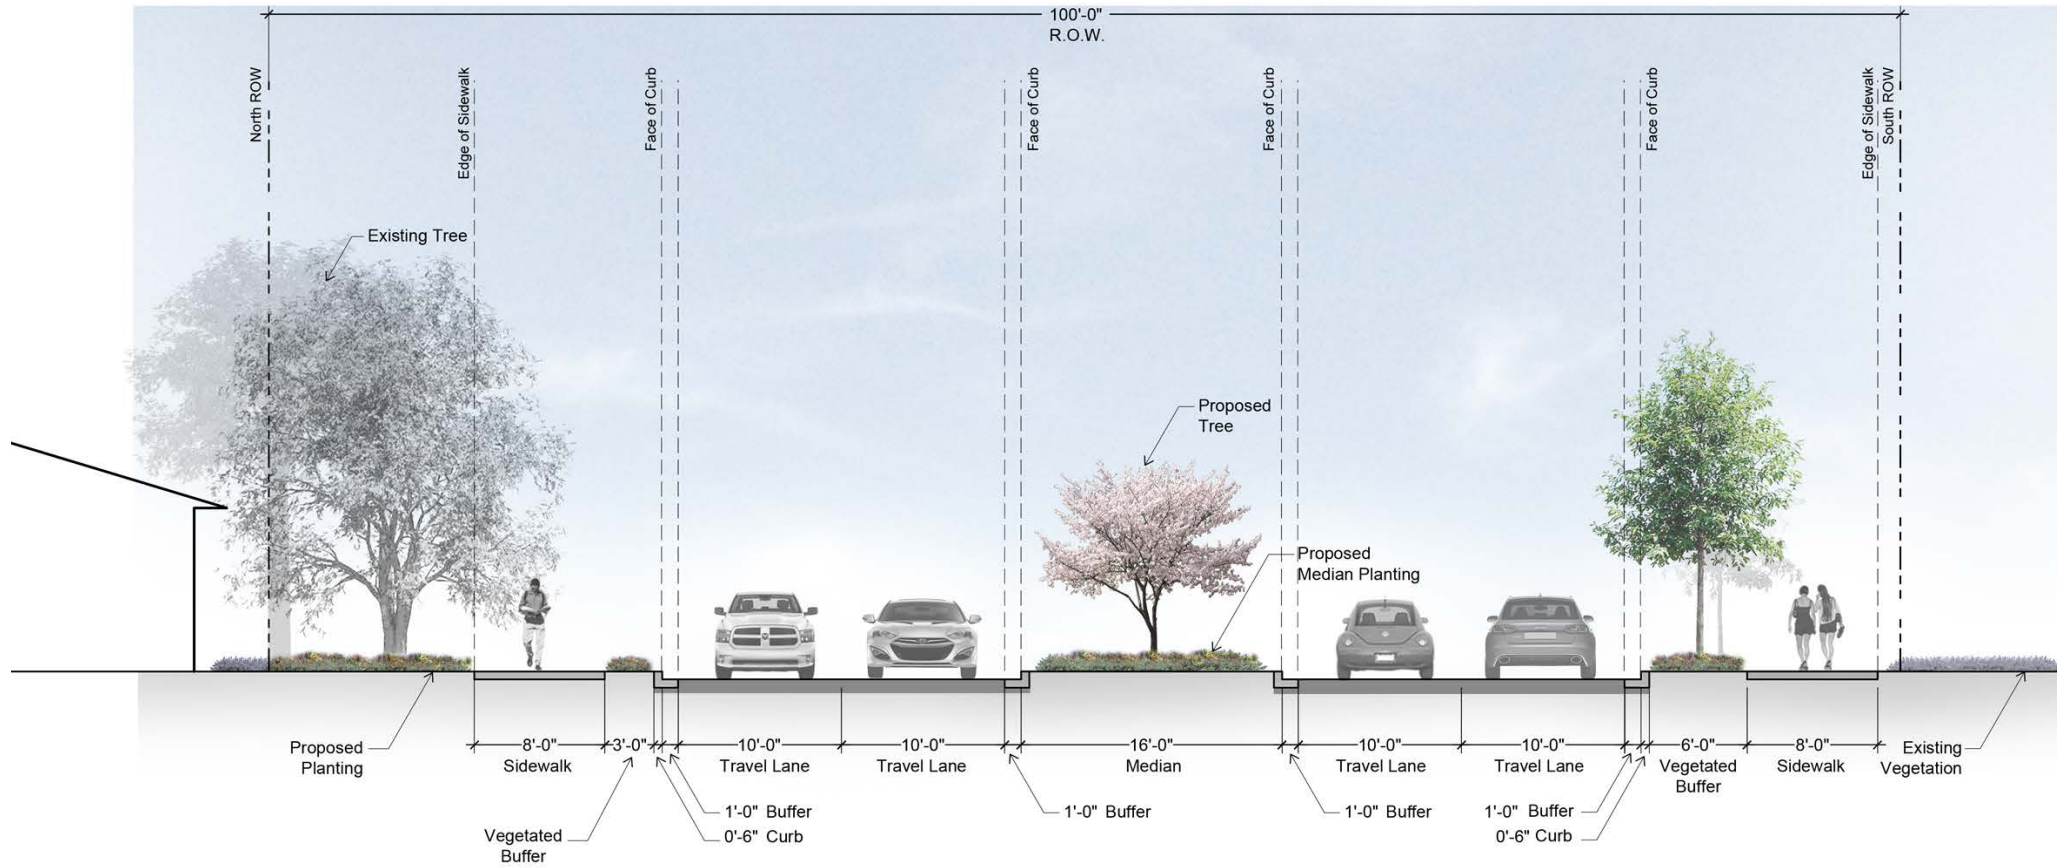 100'-0"
R.O.W.
North ROW
Edge of Sidewalk
Face of Curb
Face of Curb
Face of Curb
Face of Curb
Edge of Sidewalk
South ROW
Existing Tree
Proposed
Tree
Proposed
Median Planting
8'-0"
3'-0"
10'-0"
10'-0"
16'-0"
10'-0"
10'-0"
6'-0"
8'-0"
Proposed
Planting
Sidewalk
Travel Lane
Travel Lane
Median
Travel Lane
Travel Lane
Vegetated
Buffer
Sidewalk
Existing
Vegetation
Vegetated
Buffer
1'-0" Buffer
0'-6" Curb
1'-0" Buffer
1'-0" Buffer
1'-0" Buffer
0'-6" Curb